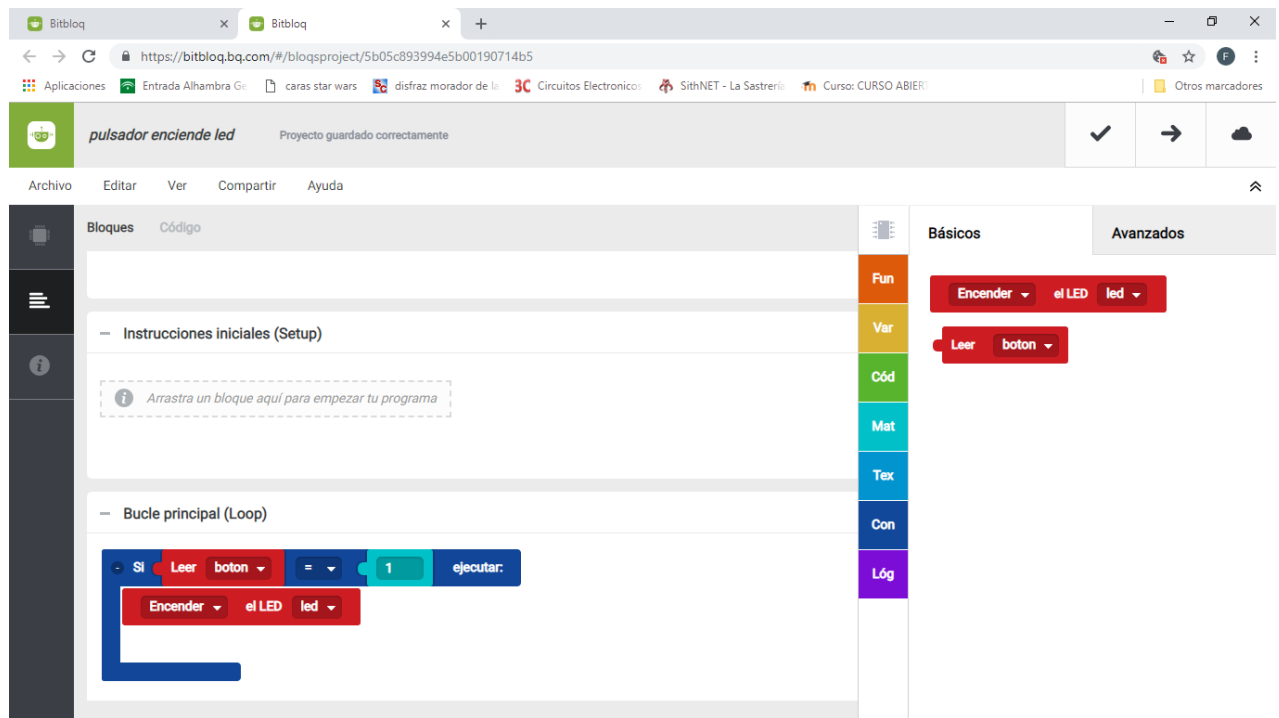 Bitbloq
Bitbloq
https://bitbloq.bq.com/#/bloqsproject/5b05c893994e5b00190714b5
F
Aplicaciones Entrada Alhambra Ge caras star wars disfraz morador de la 3C Circuitos Electronicos SithNET - La Sastrería Curso: CURSO ABIERT Otros marcadores
pulsador enciende led Proyecto guardado correctamente
Archivo Editar Ver Compartir Ayuda
Bloques Código
Básicos Avanzados
Fun
Var
Cód
Mat
Tex
Con
Lóg
Encender el LED led
Leer boton
Instrucciones iniciales (Setup)
Arrastra un bloque aquí para empezar tu programa
Bucle principal (Loop)
Si Leer boton = 1 ejecutar:
Encender el LED led